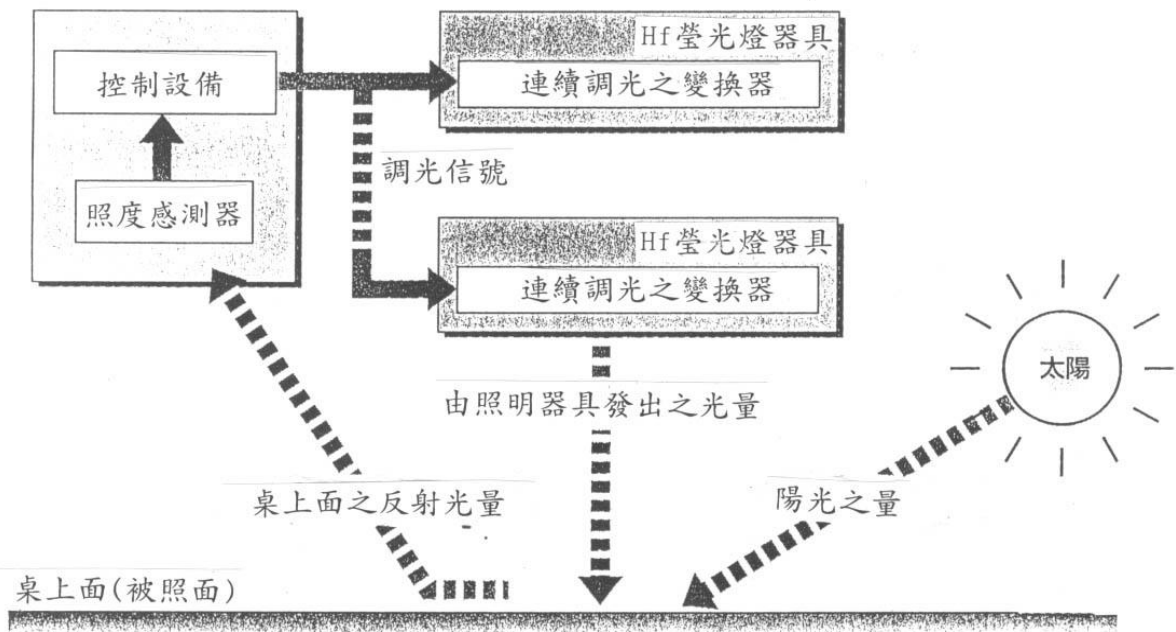 Hf螢光燈器具
控制設備
連續調光之變換器
調光信號
照度感測器
Hf螢光燈器具
連續調光之變換器
太陽
由照明器具發出之光量
桌上面之反射光量
陽光之量
桌上面(被照面)